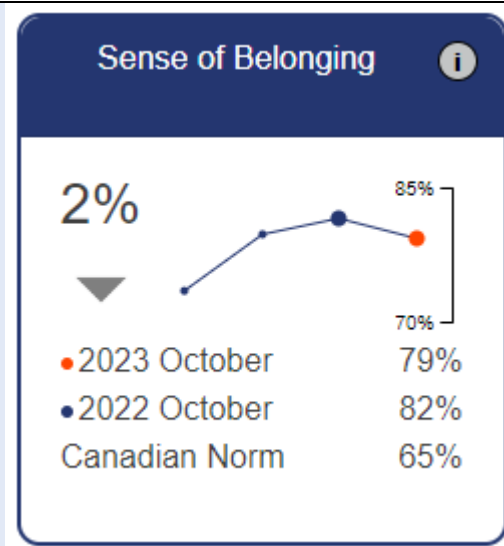 Sense of Belonging i
2%
85%
70%
2023 October 79%
2022 October 82%
Canadian Norm 65%